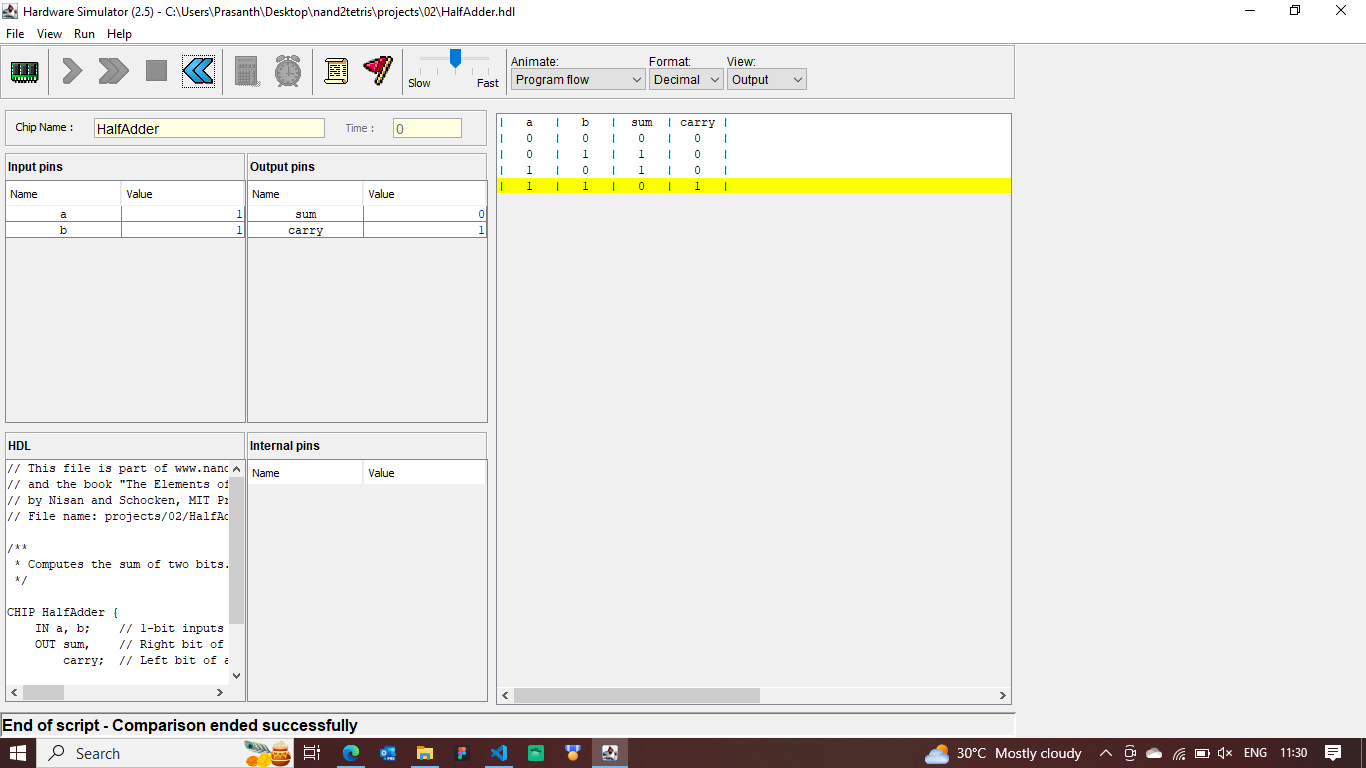 Hardware Simulator (2.5) - C:\Users\Prasanth\Desktop\nand2tetris\projects\02\HalfAdder.hdl
File View Run Help
Slow Fast
Animate: Format: View:
Program flow Decimal Output
Chip Name : HalfAdder Time : 0
Input pins Output pins
Name Value Name Value
a 1 sum 0
b 1 carry 1
| a | b | sum | carry |
| 0 | 0 | 0 | 0 |
| 0 | 1 | 1 | 0 |
| 1 | 0 | 1 | 0 |
| 1 | 1 | 0 | 1 |
HDL
// This file is part of www.nand
// and the book "The Elements of
// by Nisan and Schocken, MIT Pr
// File name: projects/02/HalfAd
/**
* Computes the sum of two bits.
*/
CHIP HalfAdder {
IN a, b; // 1-bit inputs
OUT sum, // Right bit of
carry; // Left bit of a
Internal pins
Name Value
End of script - Comparison ended successfully
Search 30°C Mostly cloudy ENG 11:30